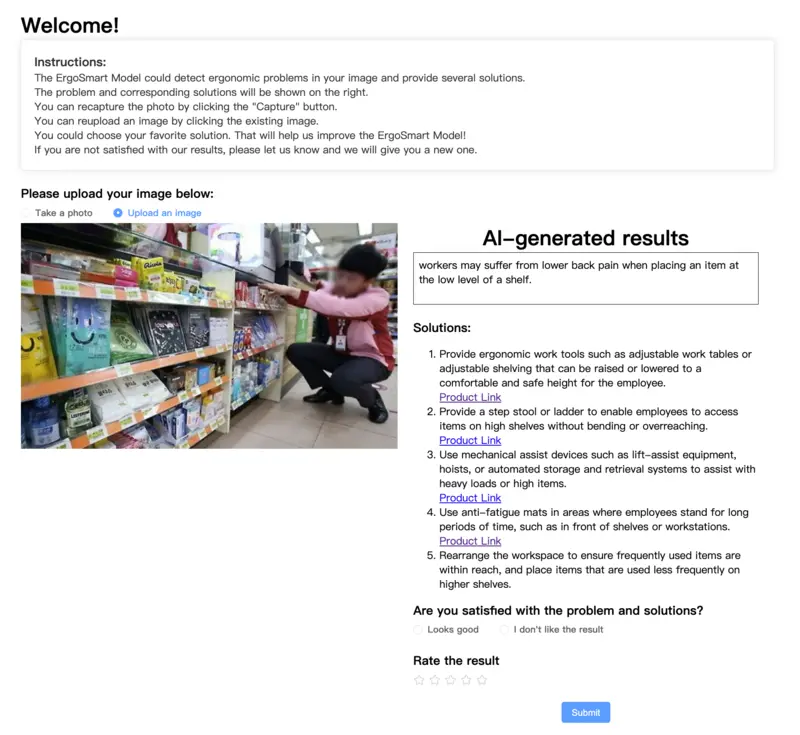 Welcome!
Instructions:
The ErgoSmart Model could detect ergonomic problems in your image and provide several solutions.
The problem and corresponding solutions will be shown on the right.
You can recapture the photo by clicking the "Capture" button.
You can reupload an image by clicking the existing image.
You could choose your favorite solution. That will help us improve the ErgoSmart Model!
If you are not satisfied with our results, please let us know and we will give you a new one.
Please upload your image below:
Take a photo
Upload an image
AI-generated results
workers may suffer from lower back pain when placing an item at
the low level of a shelf.
Solutions:
1. Provide ergonomic work tools such as adjustable work tables or
adjustable shelving that can be raised or lowered to a
comfortable and safe height for the employee.
Product Link
2. Provide a step stool or ladder to enable employees to access
items on high shelves without bending or overreaching.
Product Link
3. Use mechanical assist devices such as lift-assist equipment,
hoists, or automated storage and retrieval systems to assist with
heavy loads or high items.
Product Link
4. Use anti-fatigue mats in areas where employees stand for long
periods of time, such as in front of shelves or workstations.
Product Link
5. Rearrange the workspace to ensure frequently used items are
within reach, and place items that are used less frequently on
higher shelves.
Are you satisfied with the problem and solutions?
Looks good
I don't like the result
Rate the result
Submit